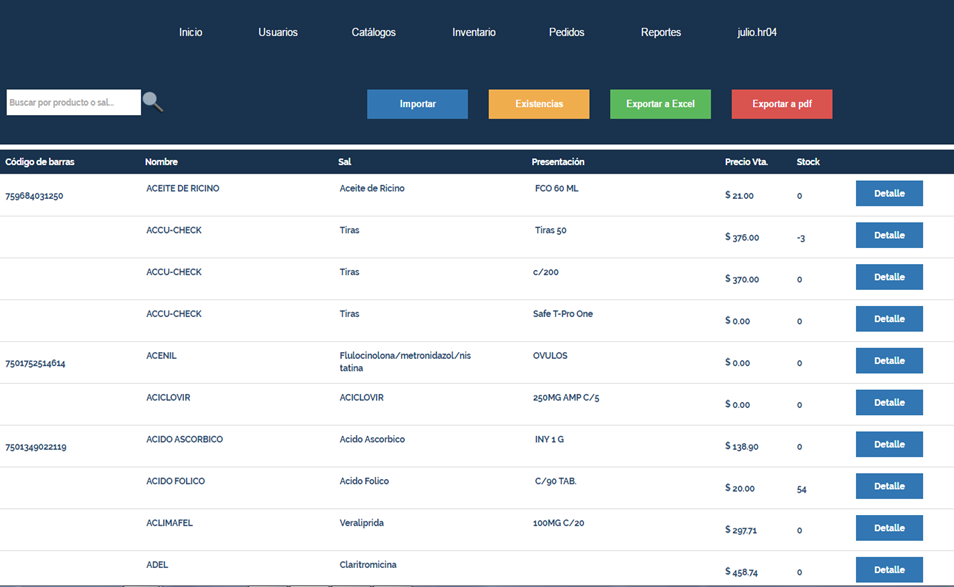 Inicio Usuarios Catálogos Inventario Pedidos Reportes julio.hr04
Buscar por producto o sal... Importar Existencias Exportar a Excel Exportar a pdf
Código de barras Nombre Sal Presentación Precio Vta. Stock
759684031250 ACEITE DE RICINO Aceite de Ricino FCO 60 ML $ 21.00 0 Detalle
ACCU-CHECK Tiras Tiras 50 $ 376.00 -3 Detalle
ACCU-CHECK Tiras c/200 $ 370.00 0 Detalle
ACCU-CHECK Tiras Safe T-Pro One $ 0.00 0 Detalle
7501752514614 ACENIL Flulocinolona/metronidazol/nis OVULOS $ 0.00 0 Detalle
tatina
ACICLOVIR ACICLOVIR 250MG AMP C/5 $ 0.00 0 Detalle
7501349022119 ACIDO ASCORBICO Acido Ascorbico INY 1 G $ 138.90 0 Detalle
ACIDO FOLICO Acido Folico C/90 TAB. $ 20.00 54 Detalle
ACLIMAFEL Veraliprida 100MG C/20 $ 297.71 0 Detalle
ADEL Claritromicina $ 458.74 0 Detalle